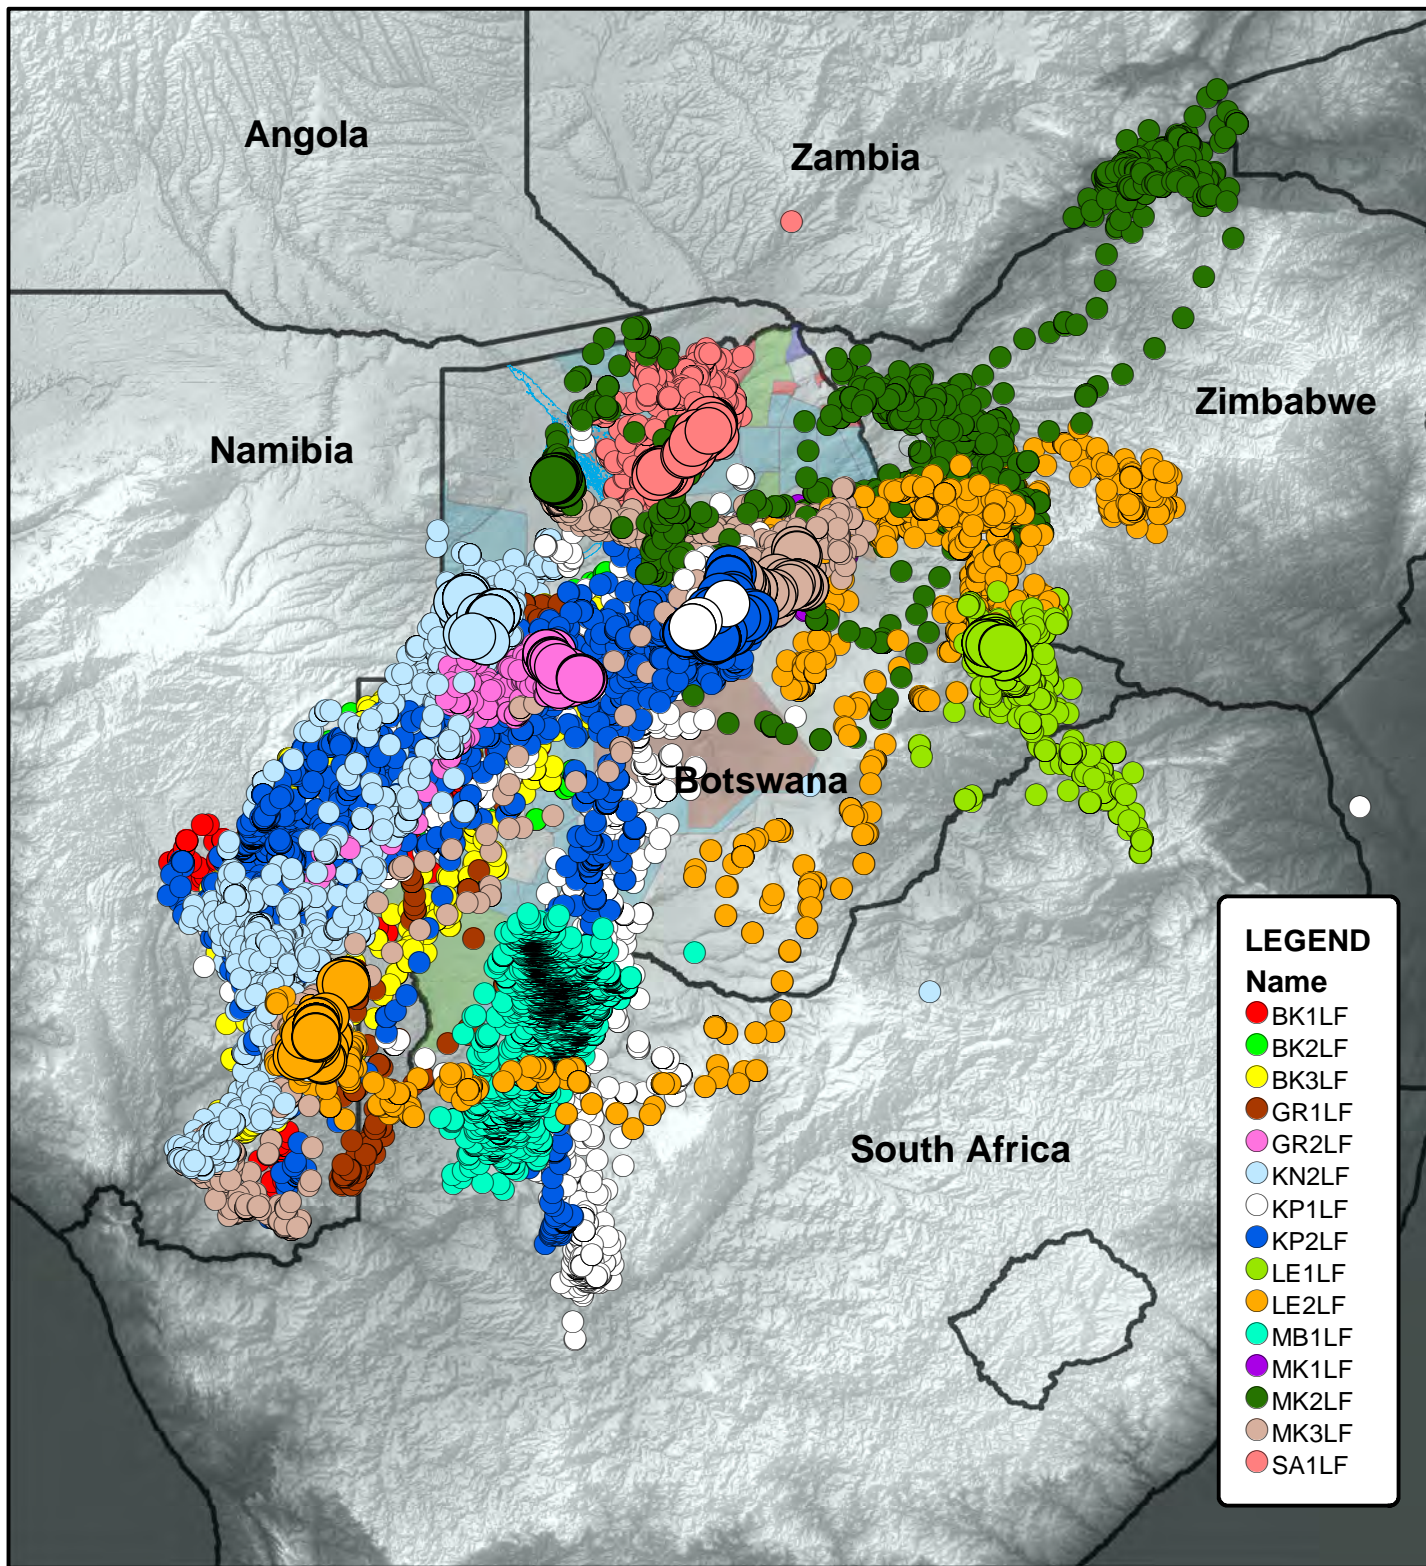 Angola
Zambia
Zimbabwe
Namibia
Botswana
South Africa
LEGEND
Name
BK1LF
BK2LF
BK3LF
GR1LF
GR2LF
KN2LF
KP1LF
KP2LF
LE1LF
LE2LF
MB1LF
MK1LF
MK2LF
MK3LF
SA1LF